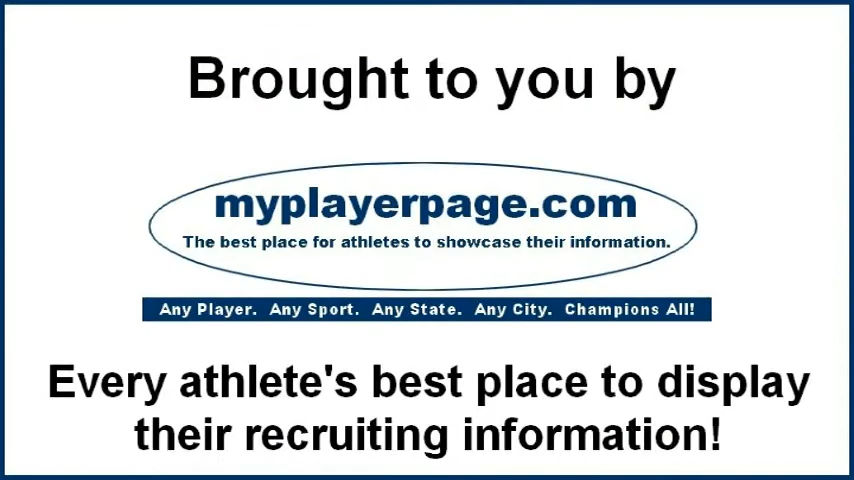 Brought to you by
myplayerpage.com
The best place for athletes to showcase their information.
Any Player. Any Sport. Any State. Any City. Champions All!
Every athlete's best place to display
their recruiting information!